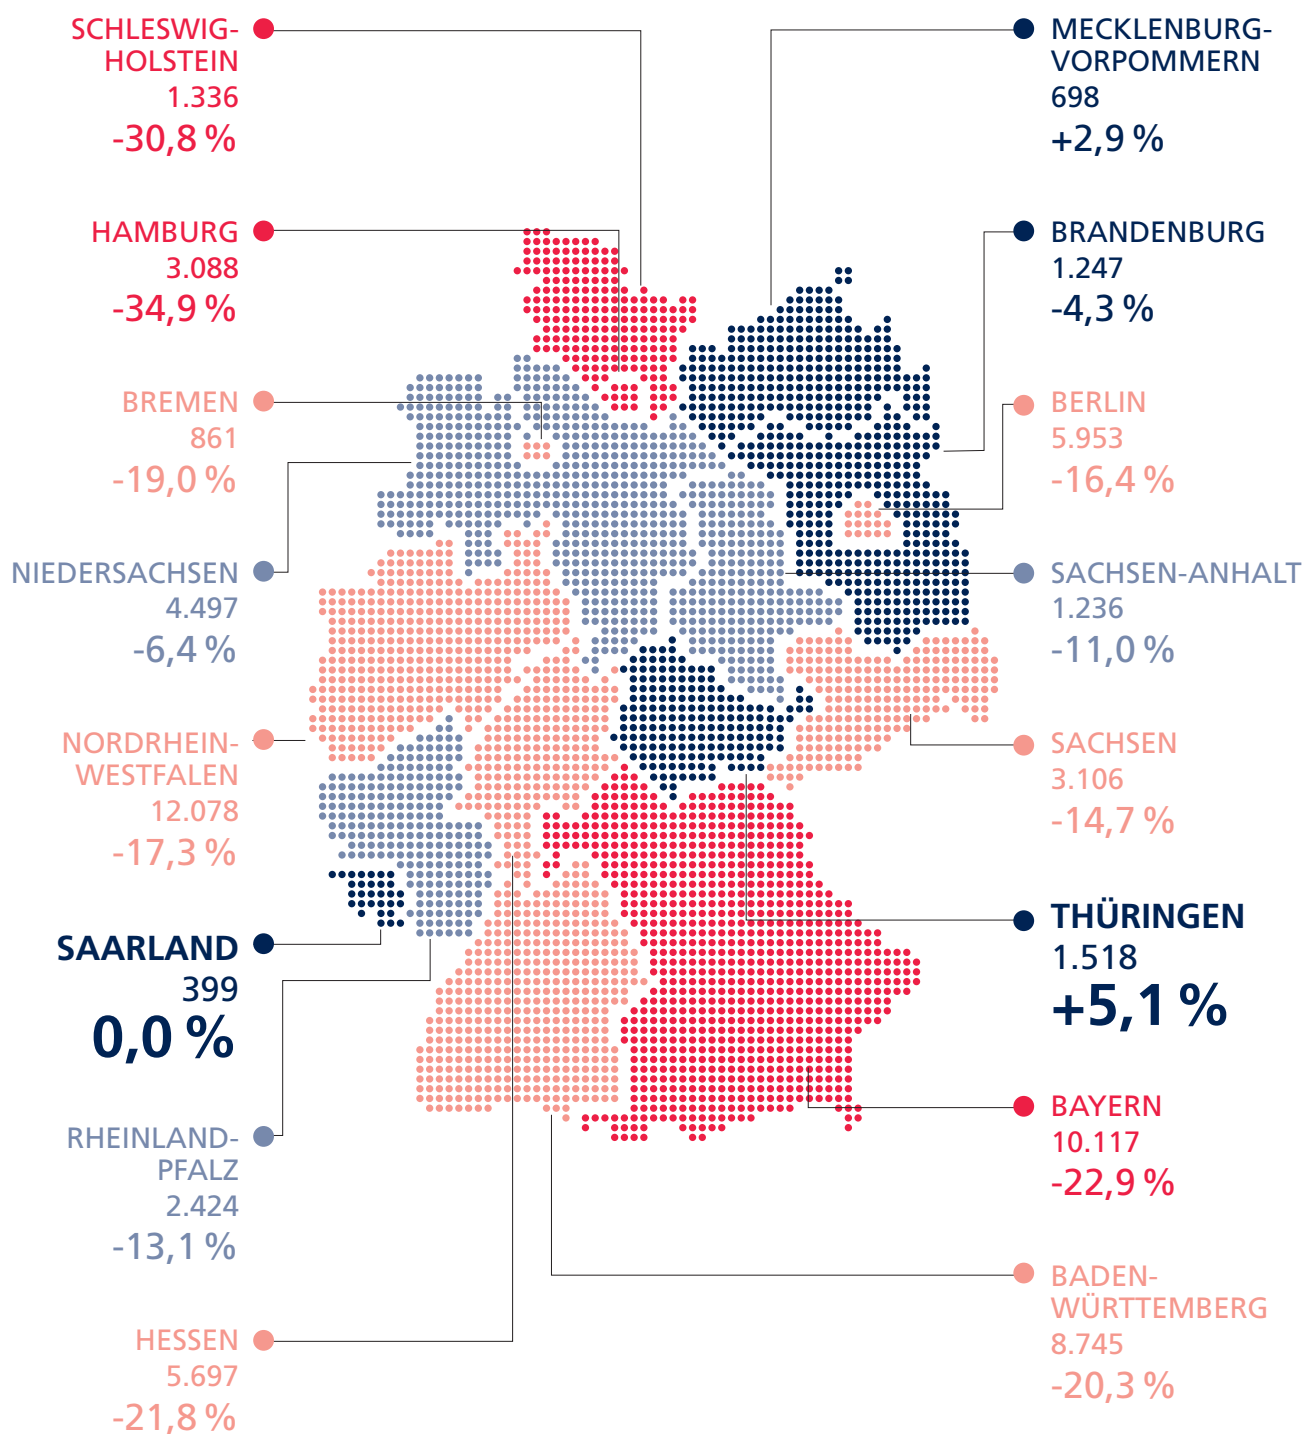 SCHLESWIG-
HOLSTEIN
1.336
-30,8 %
HAMBURG
3.088
-34,9 %
BREMEN
861
-19,0 %
NIEDERSACHSEN
4.497
-6,4 %
NORDRHEIN-
WESTFALEN
12.078
-17,3 %
SAARLAND
399
0,0 %
RHEINLAND-
PFALZ
2.424
-13,1 %
HESSEN
5.697
-21,8 %
MECKLENBURG-
VORPOMMERN
698
+2,9 %
BRANDENBURG
1.247
-4,3 %
BERLIN
5.953
-16,4 %
SACHSEN-ANHALT
1.236
-11,0 %
SACHSEN
3.106
-14,7 %
THÜRINGEN
1.518
+5,1 %
BAYERN
10.117
-22,9 %
BADEN-
WÜRTTEMBERG
8.745
-20,3 %